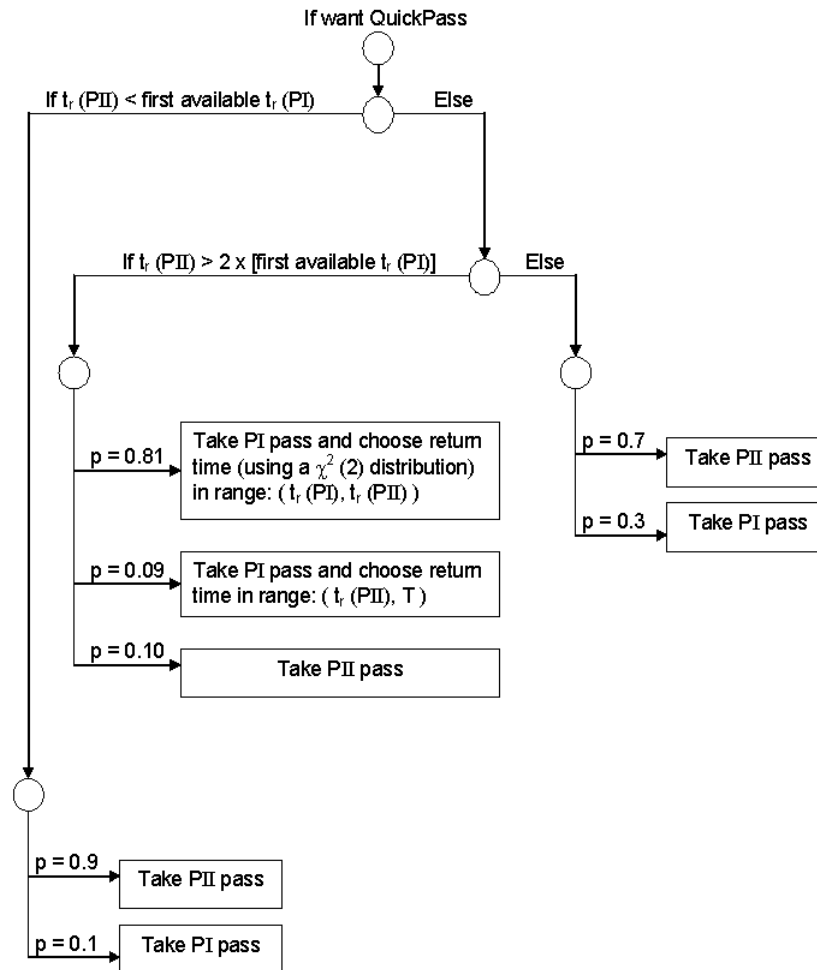 If want QuickPass
If tᵣ (PII) < first available tᵣ (PI)
Else
If tᵣ (PII) > 2 x [first available tᵣ (PI)]
Else
p = 0.81
Take PI pass and choose return
time (using a χ² (2) distribution)
in range: ( tᵣ (PI), tᵣ (PII) )
p = 0.09
Take PI pass and choose return
time in range: ( tᵣ (PII), T )
p = 0.10
Take PII pass
p = 0.7
Take PII pass
p = 0.3
Take PI pass
p = 0.9
Take PII pass
p = 0.1
Take PI pass